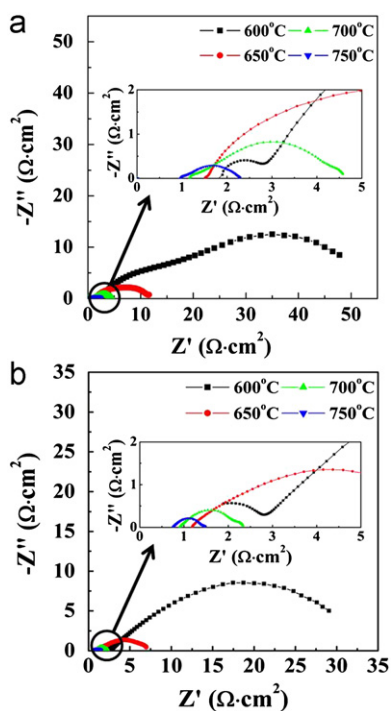 a
600°C 700°C
650°C 750°C
-Z'' (Ω·cm²)
50
40
30
20
10
0
-Z'' (Ω·cm²)
2
1
0
0 1 2 3 4 5
Z' (Ω·cm²)
0 10 20 30 40 50
Z' (Ω·cm²)
b
600°C 700°C
650°C 750°C
-Z'' (Ω·cm²)
35
30
25
20
15
10
5
0
-Z'' (Ω·cm²)
2
1
0
0 1 2 3 4 5
Z' (Ω·cm²)
0 5 10 15 20 25 30 35
Z' (Ω·cm²)